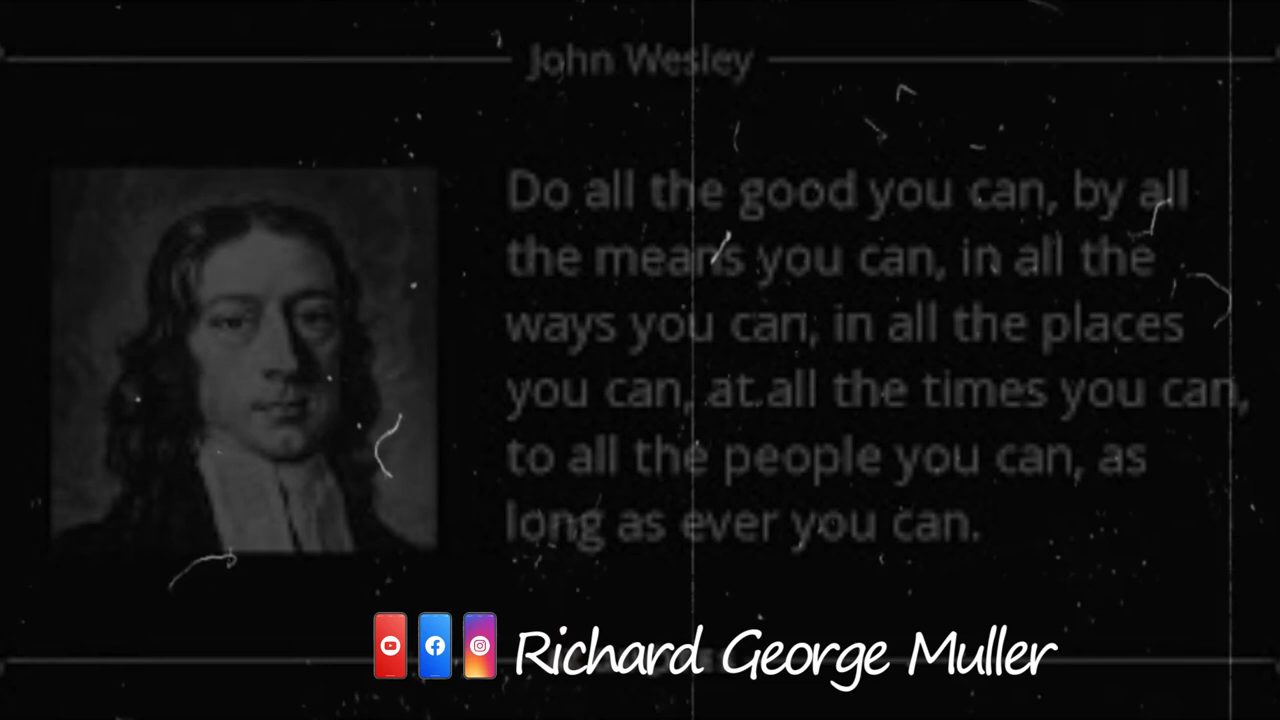 John Wesley
Do all the good you can, by all
the means you can, in all the
ways you can, in all the places
you can, at all the times you can,
to all the people you can, as
long as ever you can.
Richard George Muller